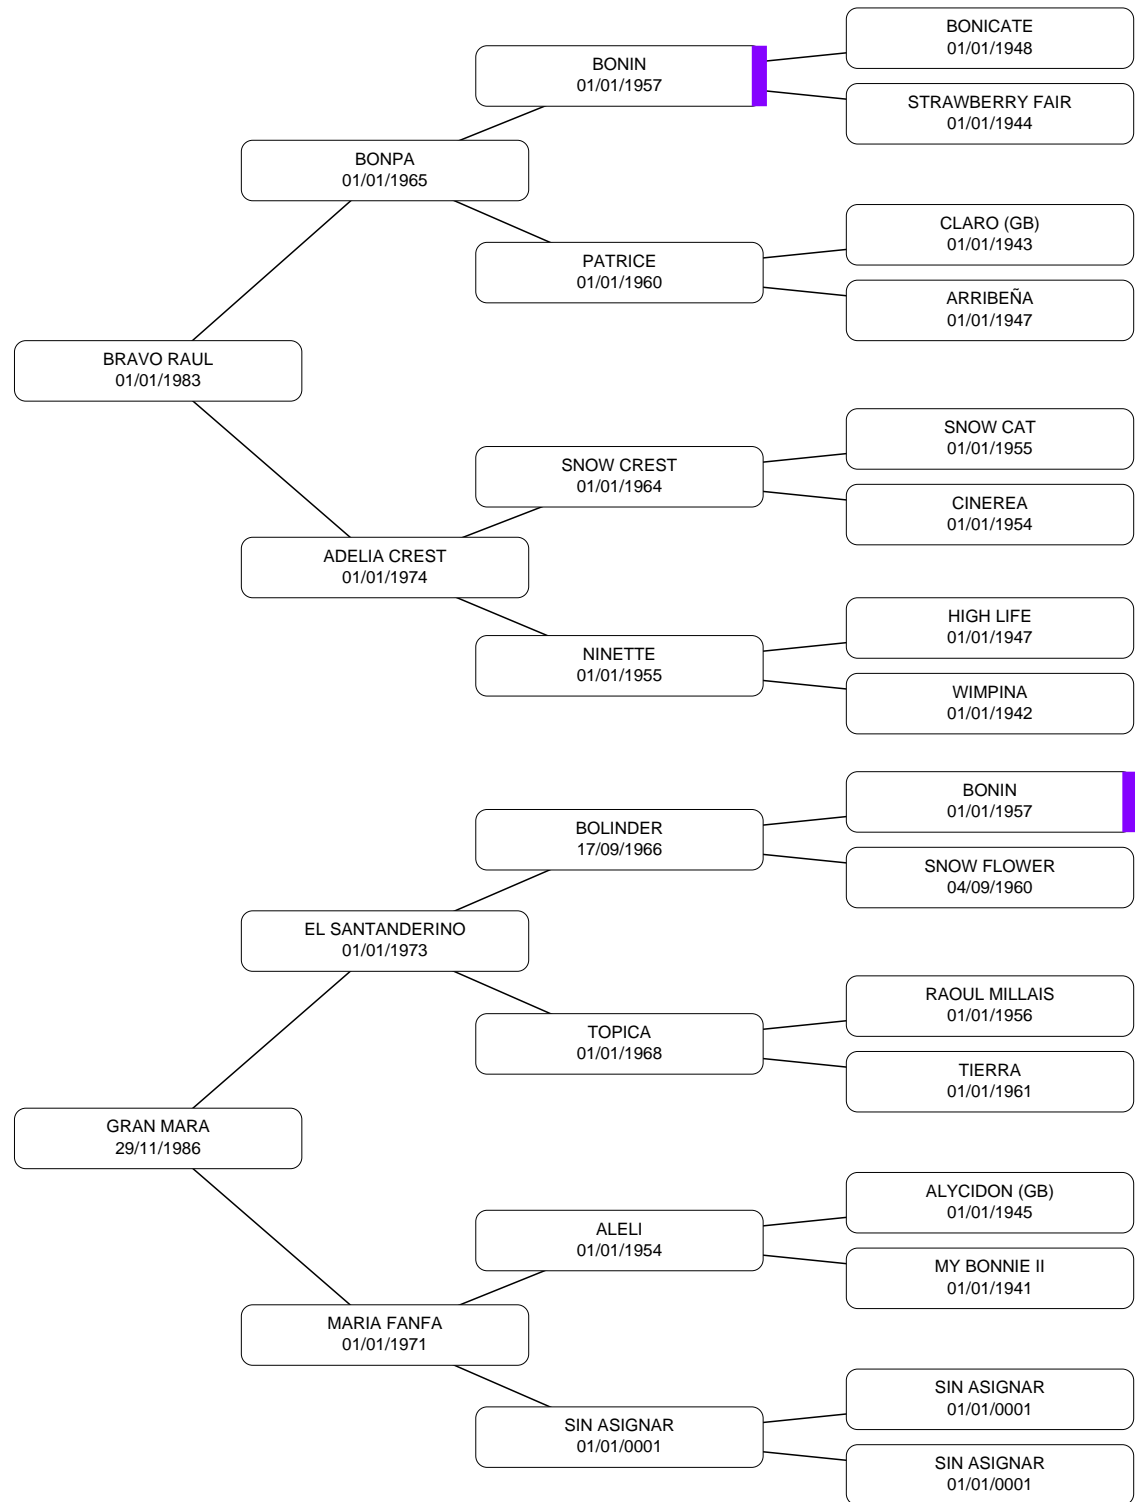 BONICATE
01/01/1948
BONIN
01/01/1957
STRAWBERRY FAIR
01/01/1944
BONPA
01/01/1965
CLARO (GB)
01/01/1943
PATRICE
01/01/1960
ARRIBEÑA
01/01/1947
BRAVO RAUL
01/01/1983
SNOW CAT
01/01/1955
SNOW CREST
01/01/1964
CINEREA
01/01/1954
ADELIA CREST
01/01/1974
HIGH LIFE
01/01/1947
NINETTE
01/01/1955
WIMPINA
01/01/1942
BONIN
01/01/1957
BOLINDER
17/09/1966
SNOW FLOWER
04/09/1960
EL SANTANDERINO
01/01/1973
RAOUL MILLAIS
01/01/1956
TOPICA
01/01/1968
TIERRA
01/01/1961
GRAN MARA
29/11/1986
ALYCIDON (GB)
01/01/1945
ALELI
01/01/1954
MY BONNIE II
01/01/1941
MARIA FANFA
01/01/1971
SIN ASIGNAR
01/01/0001
SIN ASIGNAR
01/01/0001
SIN ASIGNAR
01/01/0001